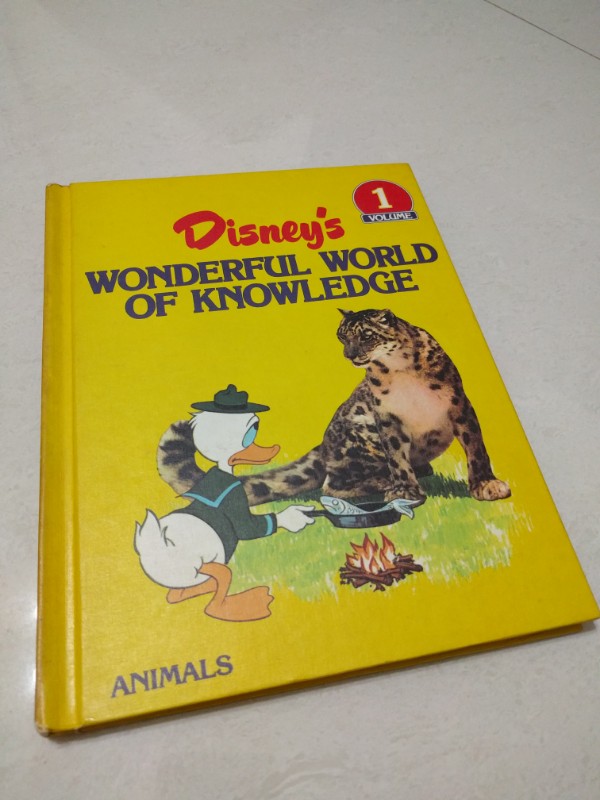 1
VOLUME
Disney's
WONDERFUL WORLD
OF KNOWLEDGE
ANIMALS